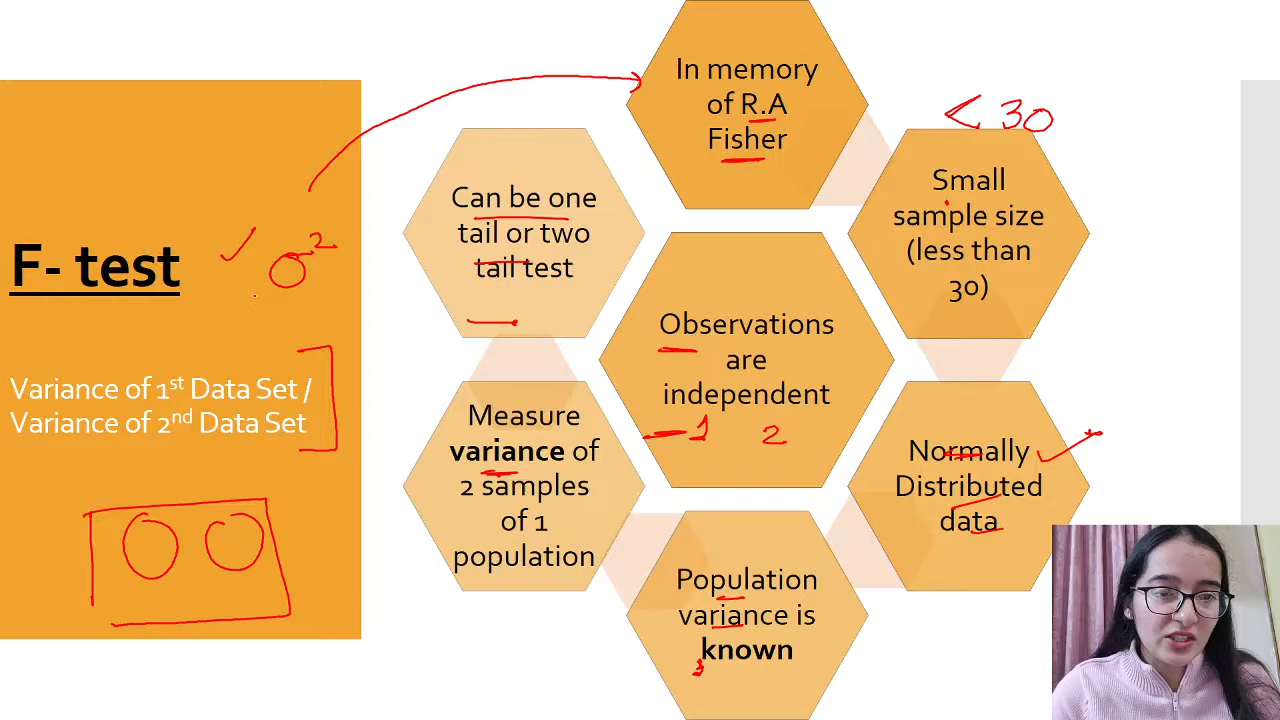 F- test
σ²
Variance of 1st Data Set /
Variance of 2nd Data Set
In memory
of R.A
Fisher
< 30
Small
sample size
(less than
30)
Can be one
tail or two
tail test
Observations
are
independent
1 2
Measure
variance of
2 samples
of 1
population
Normally
Distributed
data
Population
variance is
known